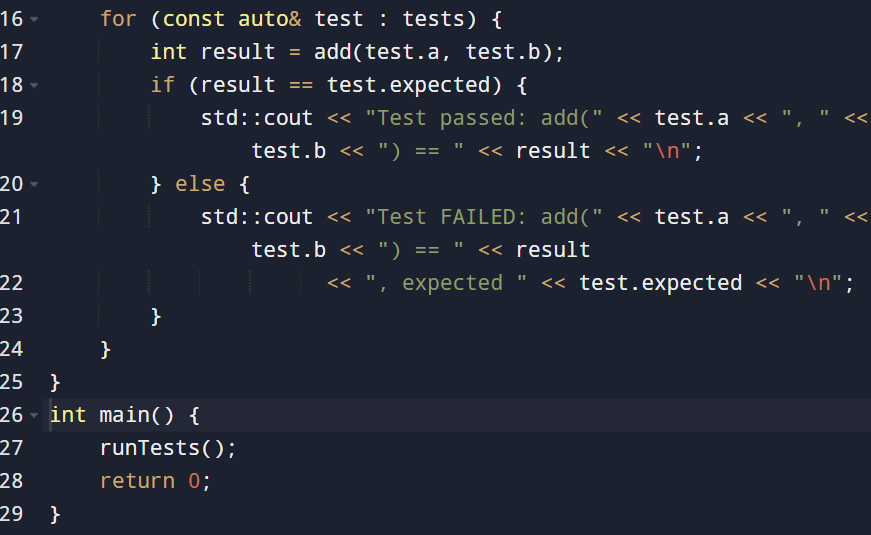 16 for (const auto& test : tests) {
17 int result = add(test.a, test.b);
18 if (result == test.expected) {
19 std::cout << "Test passed: add(" << test.a << ", " <<
test.b << ") == " << result << "\n";
20 } else {
21 std::cout << "Test FAILED: add(" << test.a << ", " <<
test.b << ") == " << result
22 << ", expected " << test.expected << "\n";
23 }
24 }
25 }
26 int main() {
27 runTests();
28 return 0;
29 }